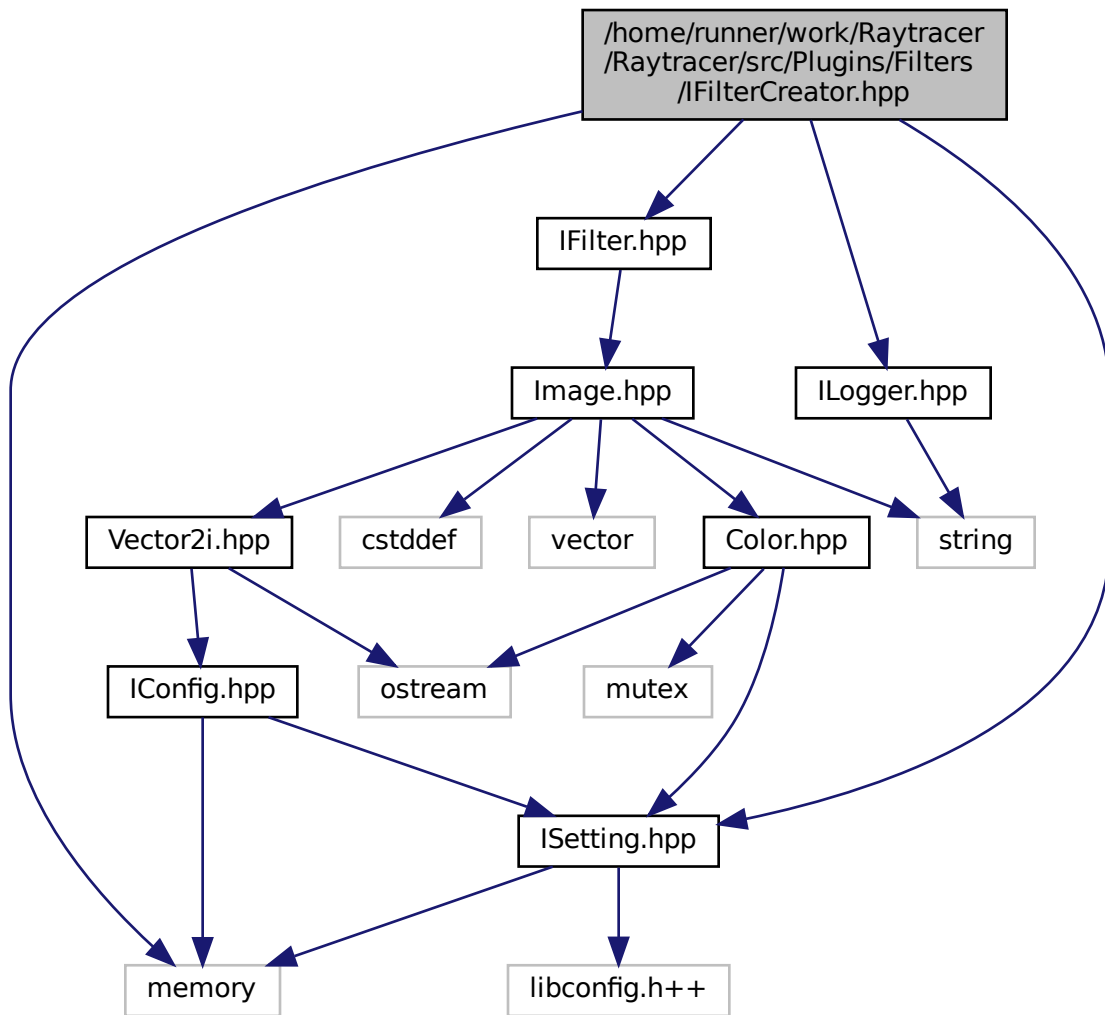 /home/runner/work/Raytracer
/Raytracer/src/Plugins/Filters
/IFilterCreator.hpp
IFilter.hpp
Image.hpp
ILogger.hpp
Vector2i.hpp
cstddef
vector
Color.hpp
string
IConfig.hpp
ostream
mutex
ISetting.hpp
memory
libconfig.h++